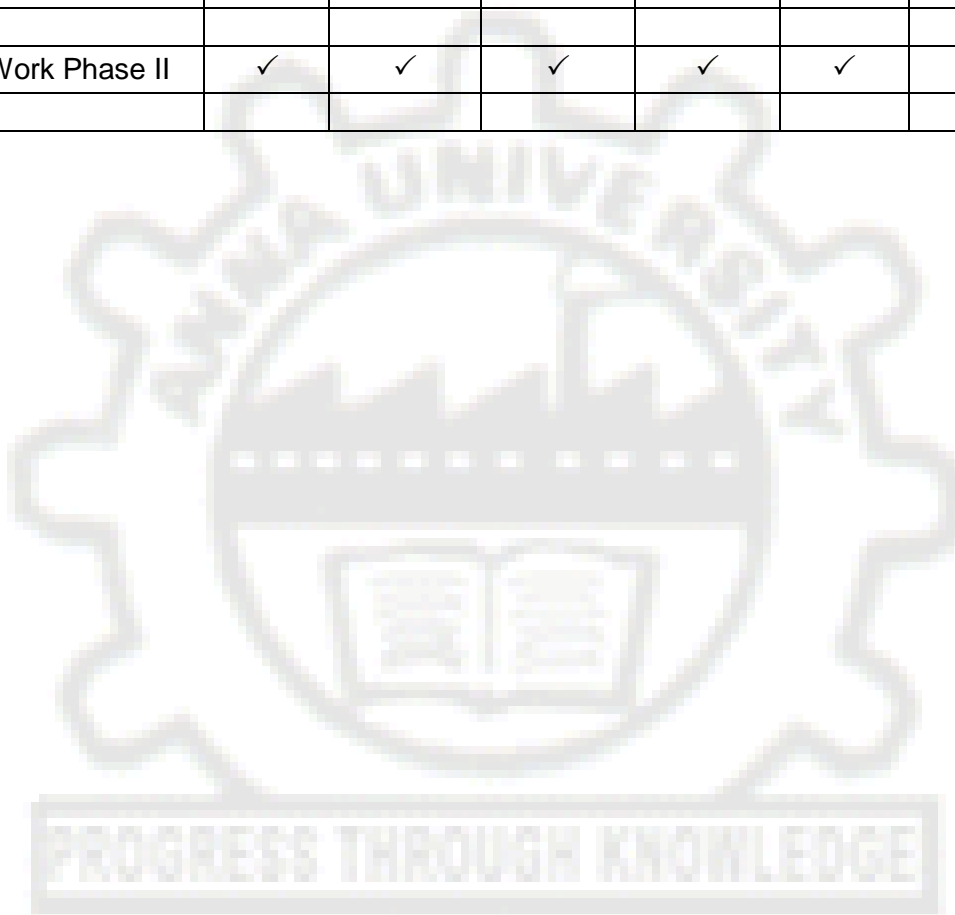 Work Phase II ✓ ✓ ✓ ✓ ✓
ANNA UNIVERSITY
PROGRESS THROUGH KNOWLEDGE